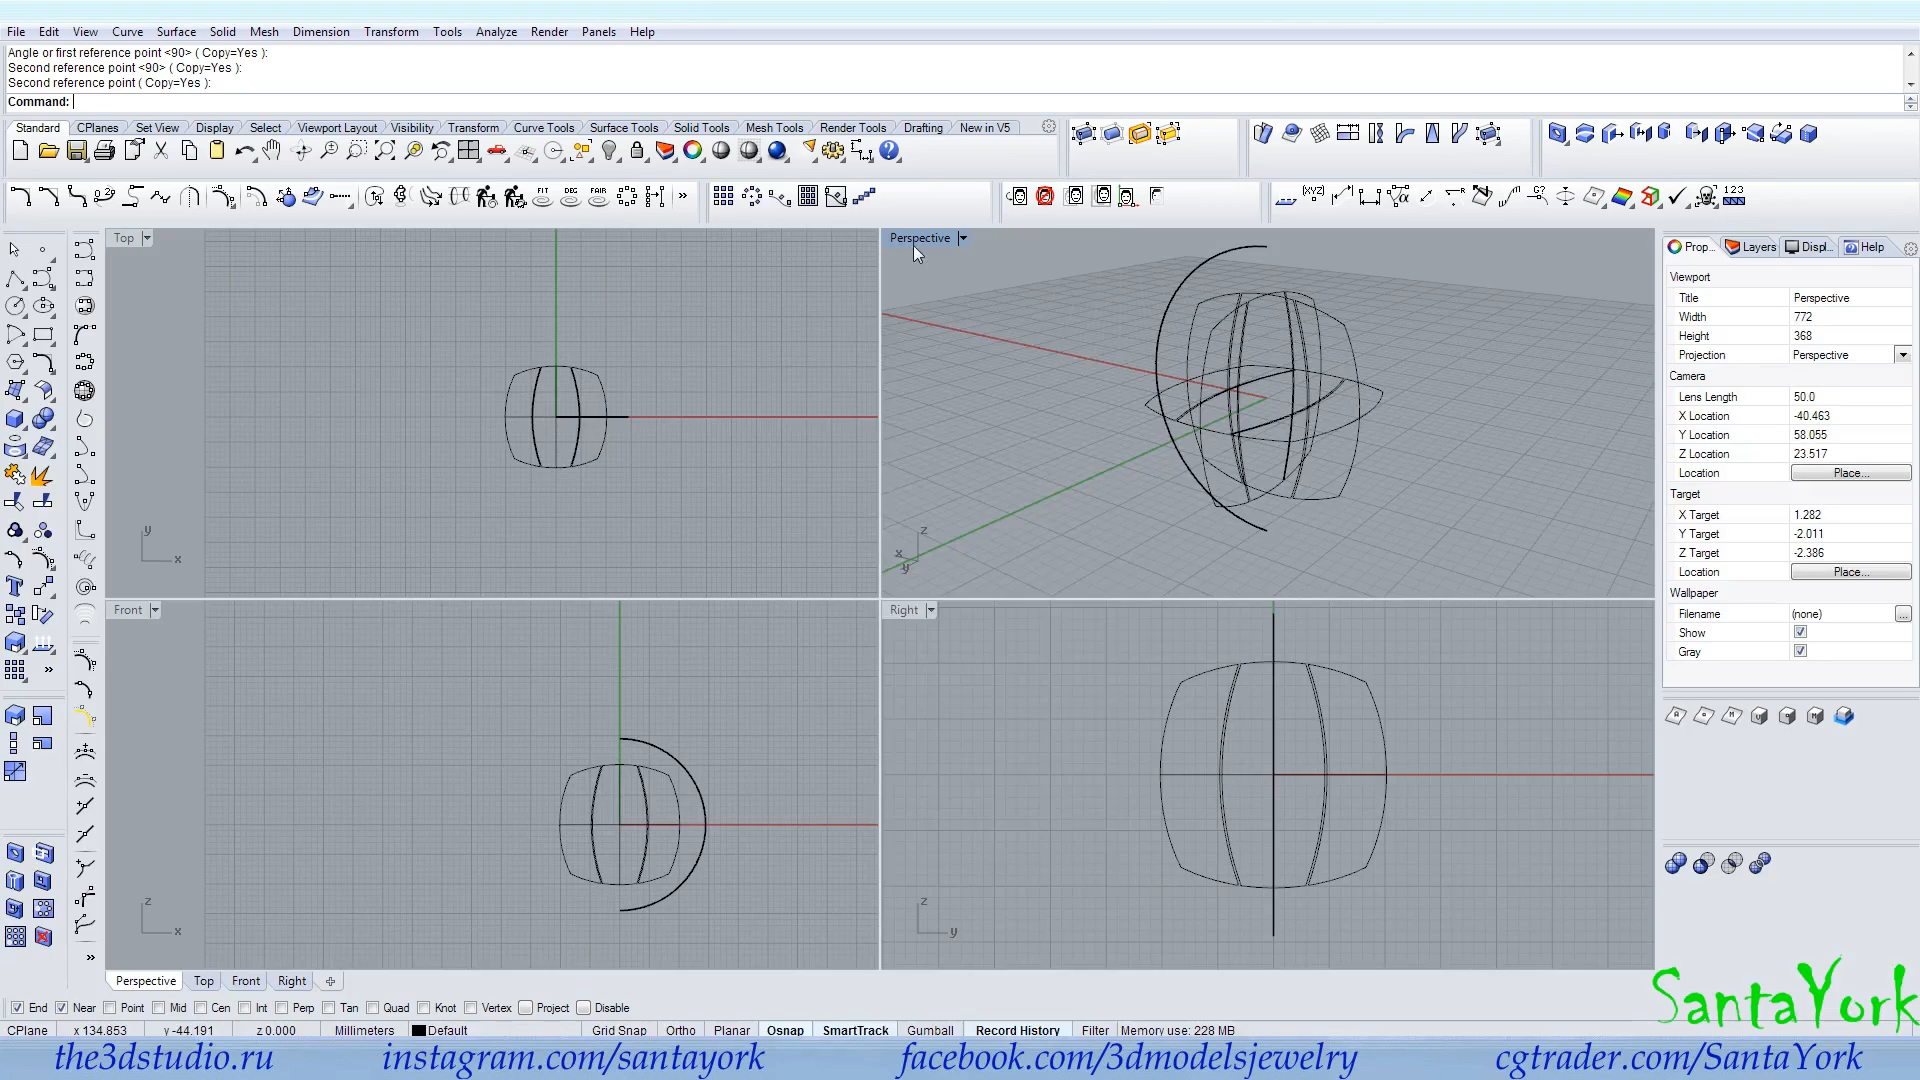 File Edit View Curve Surface Solid Mesh Dimension Transform Tools Analyze Render Panels Help
Angle or first reference point <90> ( Copy=Yes ):
Second reference point <90> ( Copy=Yes ):
Second reference point ( Copy=Yes ):
Command:
Standard CPlanes Set View Display Select Viewport Layout Visibility Transform Curve Tools Surface Tools Solid Tools Mesh Tools Render Tools Drafting New in V5
Top
Perspective
Prop... Layers Displ... Help
Viewport
Title Perspective
Width 772
Height 368
Projection Perspective
Camera
Lens Length 50.0
X Location -40.463
Y Location 58.055
Z Location 23.517
Location Place...
Target
X Target 1.282
Y Target -2.011
Z Target -2.386
Location Place...
Wallpaper
Filename (none) ...
Show
Gray
y
x
z
x
y
Front
Right
z
x
z
y
Perspective Top Front Right
End Near Point Mid Cen Int Perp Tan Quad Knot Vertex Project Disable
CPlane x 134.853 y -44.191 z 0.000 Millimeters Default Grid Snap Ortho Planar Osnap SmartTrack Gumball Record History Filter Memory use: 228 MB
SantaYork
the3dstudio.ru instagram.com/santayork facebook.com/3dmodelsjewelry cgtrader.com/SantaYork